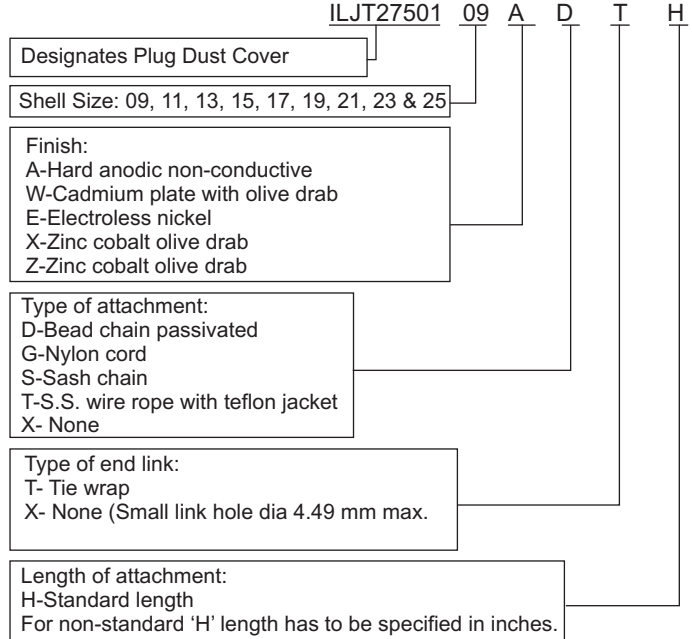 ILJT27501 09 A D T H
Designates Plug Dust Cover
Shell Size: 09, 11, 13, 15, 17, 19, 21, 23 & 25
Finish:
A-Hard anodic non-conductive
W-Cadmium plate with olive drab
E-Electroless nickel
X-Zinc cobalt olive drab
Z-Zinc cobalt olive drab
Type of attachment:
D-Bead chain passivated
G-Nylon cord
S-Sash chain
T-S.S. wire rope with teflon jacket
X- None
Type of end link:
T- Tie wrap
X- None (Small link hole dia 4.49 mm max.
Length of attachment:
H-Standard length
For non-standard ‘H’ length has to be specified in inches.